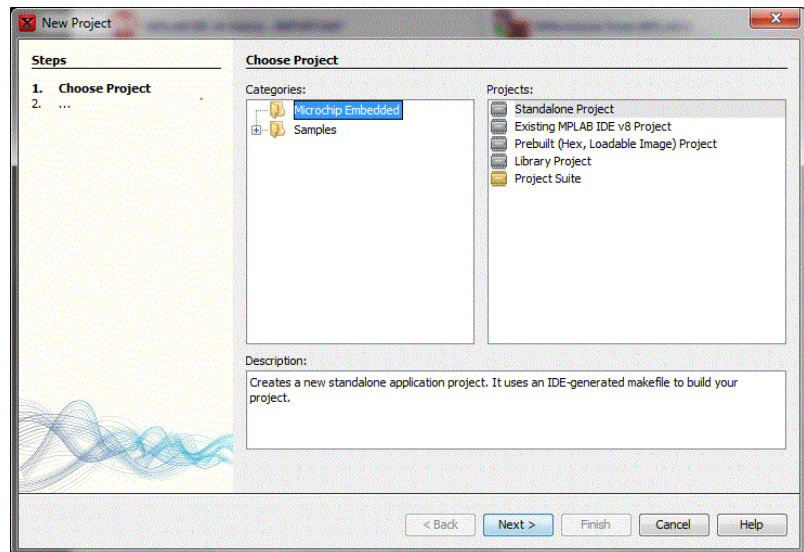 New Project
Steps
1. Choose Project
2. ...
Choose Project
Categories:
Microchip Embedded
Samples
Projects:
Standalone Project
Existing MPLAB IDE v8 Project
Prebuilt (Hex, Loadable Image) Project
Library Project
Project Suite
Description:
Creates a new standalone application project. It uses an IDE-generated makefile to build your
project.
< Back
Next >
Finish
Cancel
Help